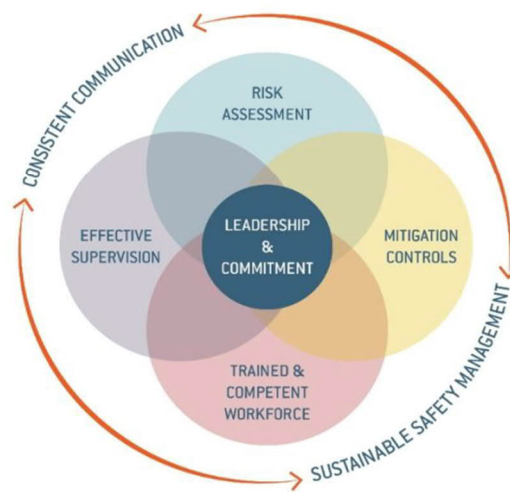 CONSISTENT COMMUNICATION
RISK
ASSESSMENT
EFFECTIVE
SUPERVISION
LEADERSHIP
&
COMMITMENT
MITIGATION
CONTROLS
TRAINED &
COMPETENT
WORKFORCE
SUSTAINABLE SAFETY MANAGEMENT